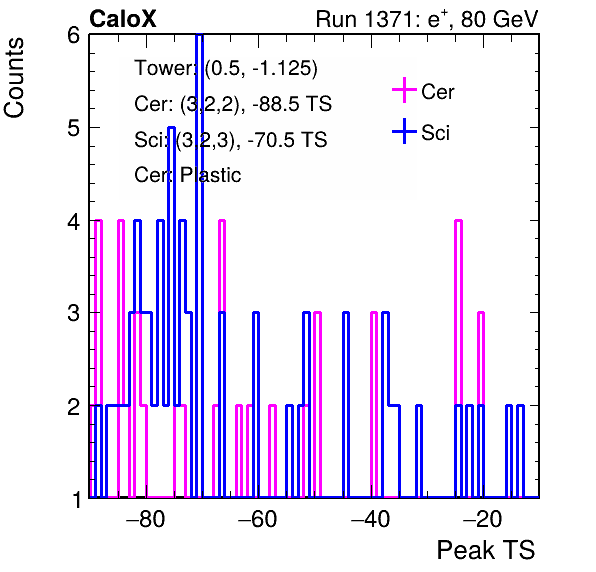 CaloX Run 1371: e⁺, 80 GeV
Counts
Tower: (0.5, -1.125)
Cer: (3,2,2), -88.5 TS
Sci: (3,2,3), -70.5 TS
Cer: Plastic
Cer
Sci
6
5
4
3
2
1
−80 −60 −40 −20
Peak TS